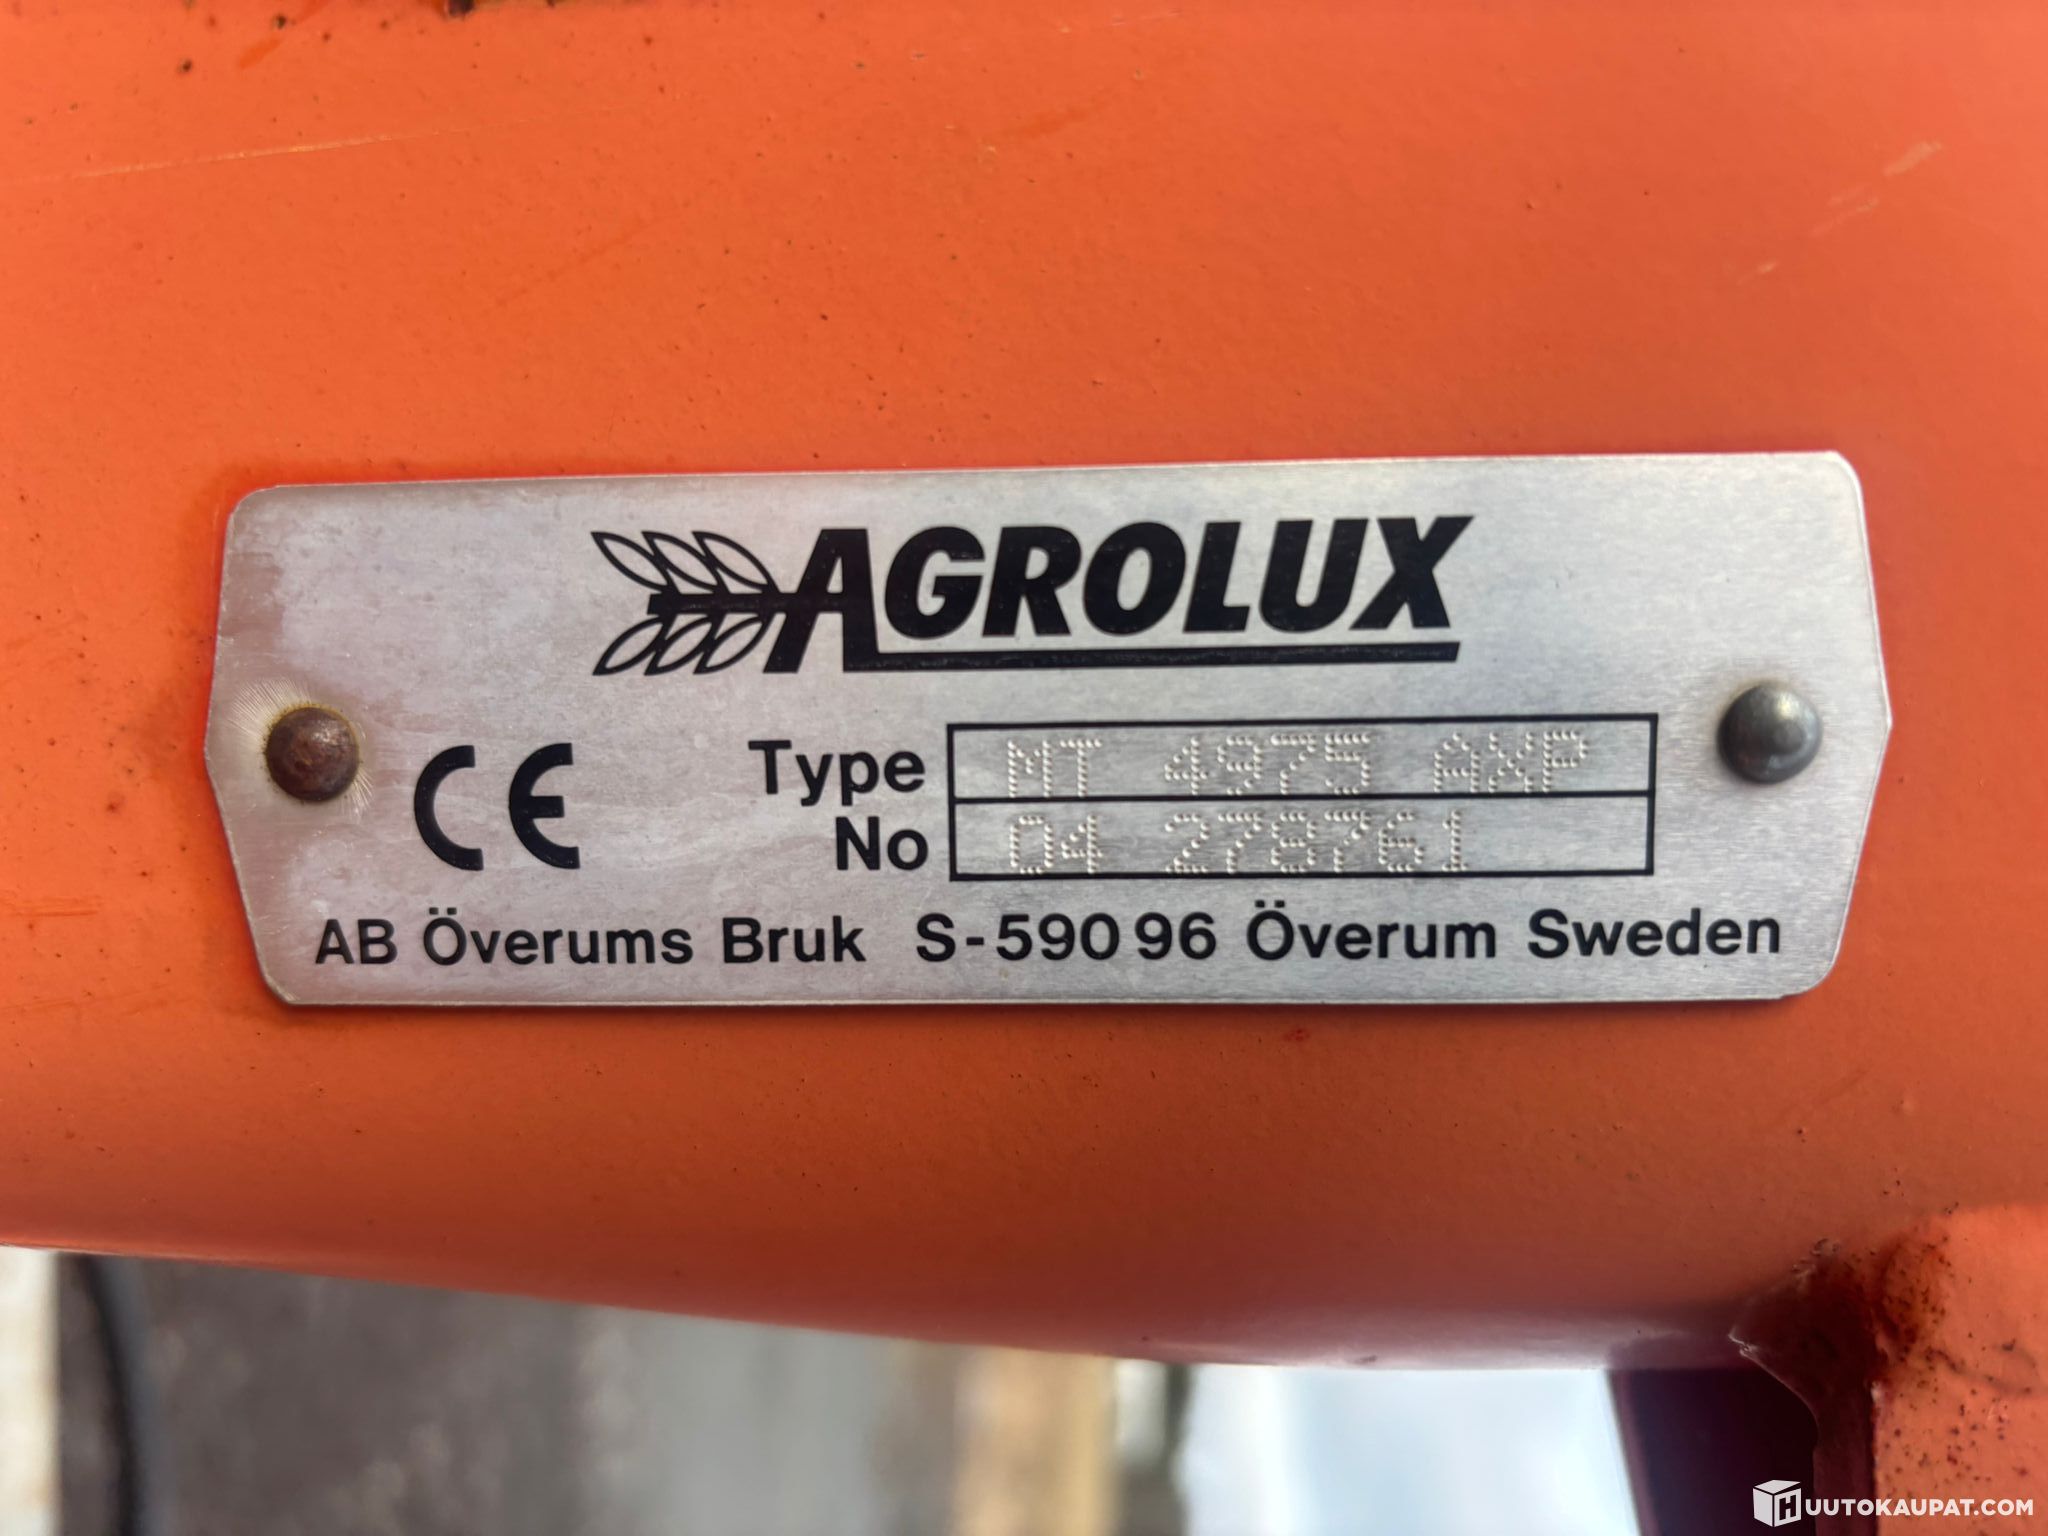 AGROLUX
CE
Type MT 4975 AXP
No 04 278761
AB Överums Bruk S-590 96 Överum Sweden
HUUTOKAUPAT.COM